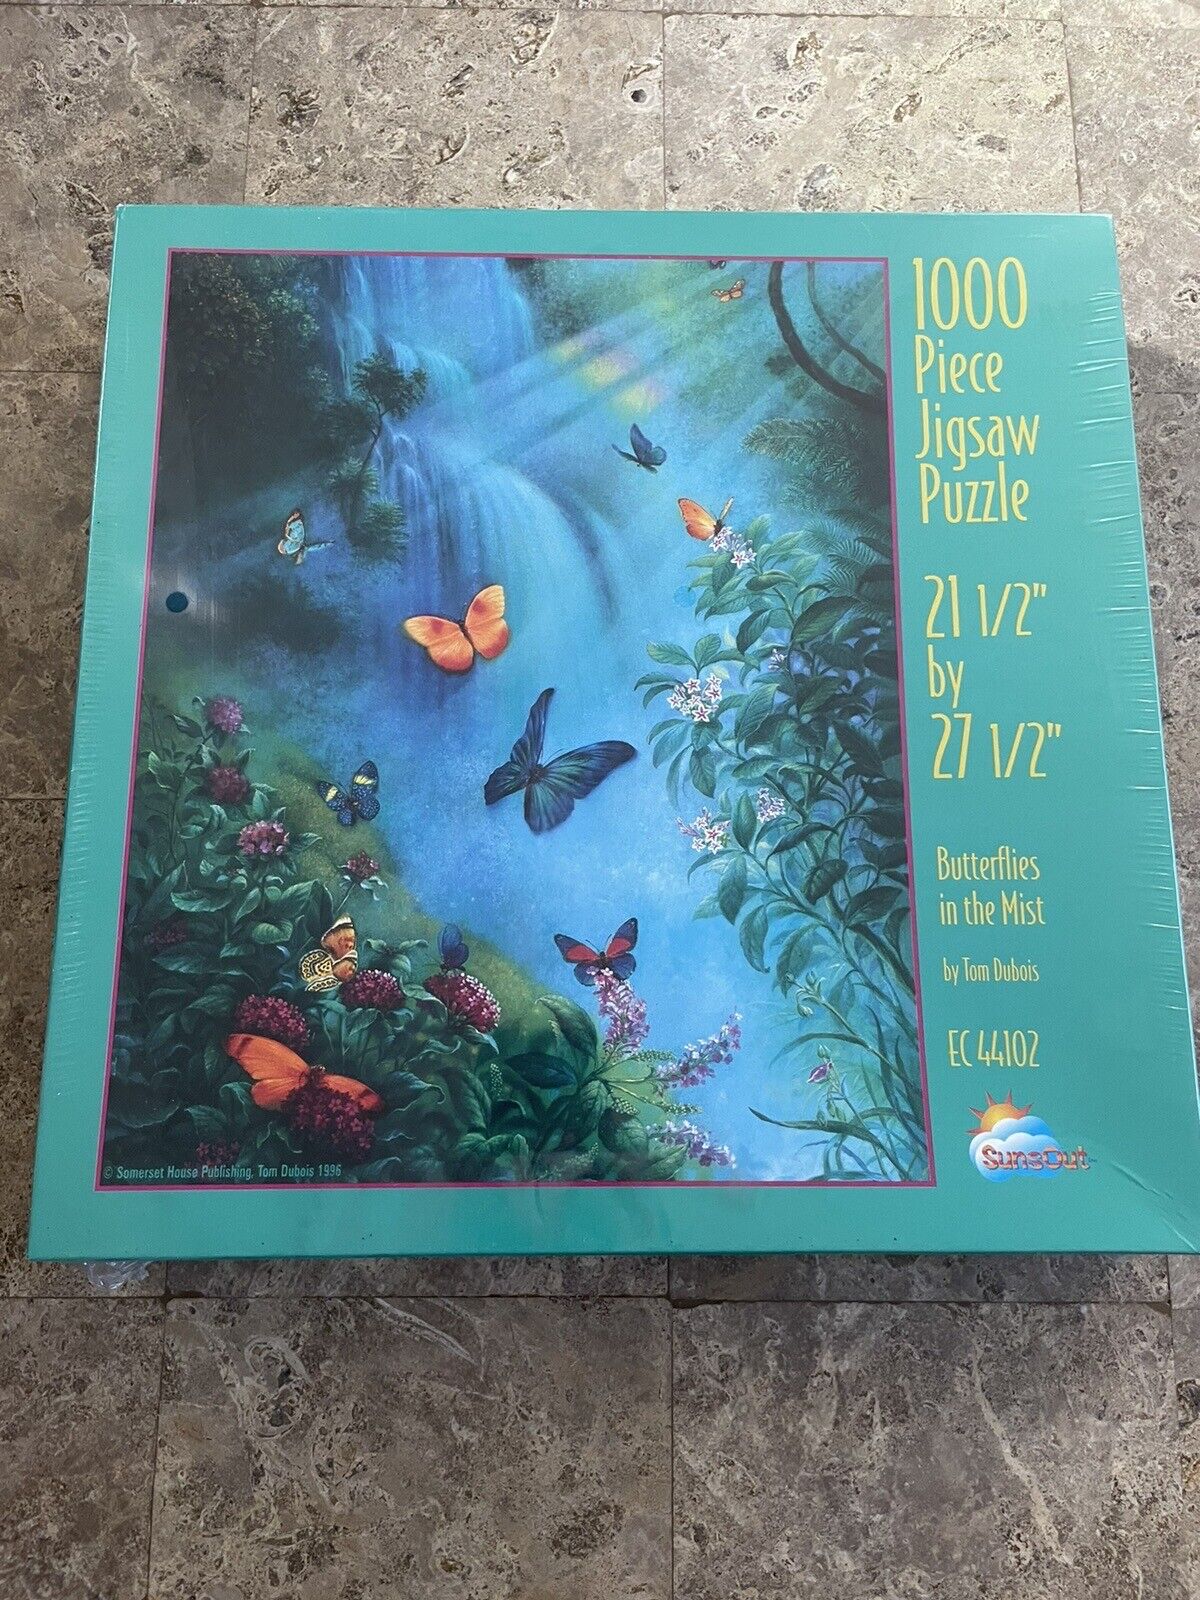 1000
Piece
Jigsaw
Puzzle
21 1/2"
by
27 1/2"
Butterflies
in the Mist
by Tom Dubois
EC 44102
SunsOut
© Somerset House Publishing, Tom Dubois 1996